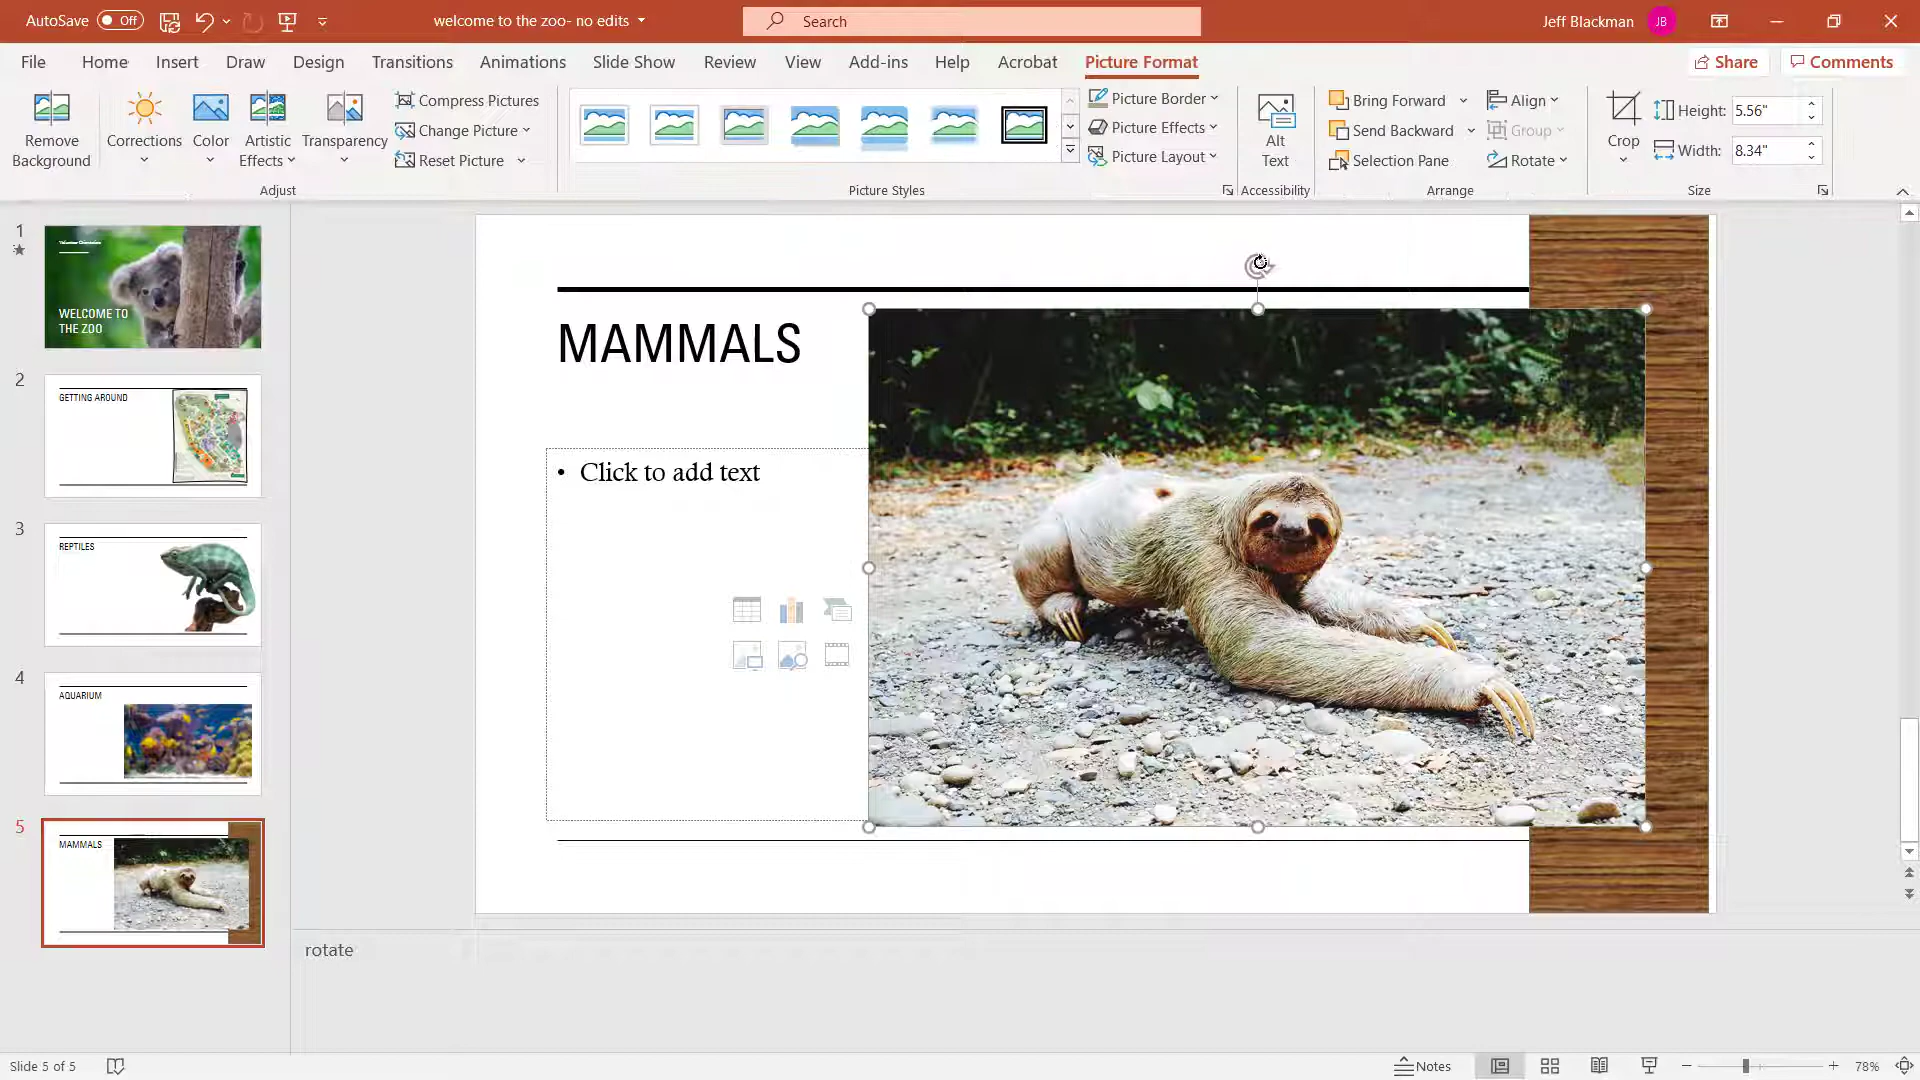 AutoSave Off
welcome to the zoo- no edits
Search
Jeff Blackman
JB
File Home Insert Draw Design Transitions Animations Slide Show Review View Add-ins Help Acrobat Picture Format
Share
Comments
Remove Background
Corrections
Color
Artistic Effects
Transparency
Compress Pictures
Change Picture
Reset Picture
Adjust
Picture Styles
Picture Border
Picture Effects
Picture Layout
Alt Text
Accessibility
Bring Forward
Send Backward
Selection Pane
Align
Group
Rotate
Arrange
Crop
Height: 5.56"
Width: 8.34"
Size
1
Volunteer Orientation
WELCOME TO
THE ZOO
2
GETTING AROUND
3
REPTILES
4
AQUARIUM
5
MAMMALS
MAMMALS
• Click to add text
rotate
Slide 5 of 5
Notes
78%